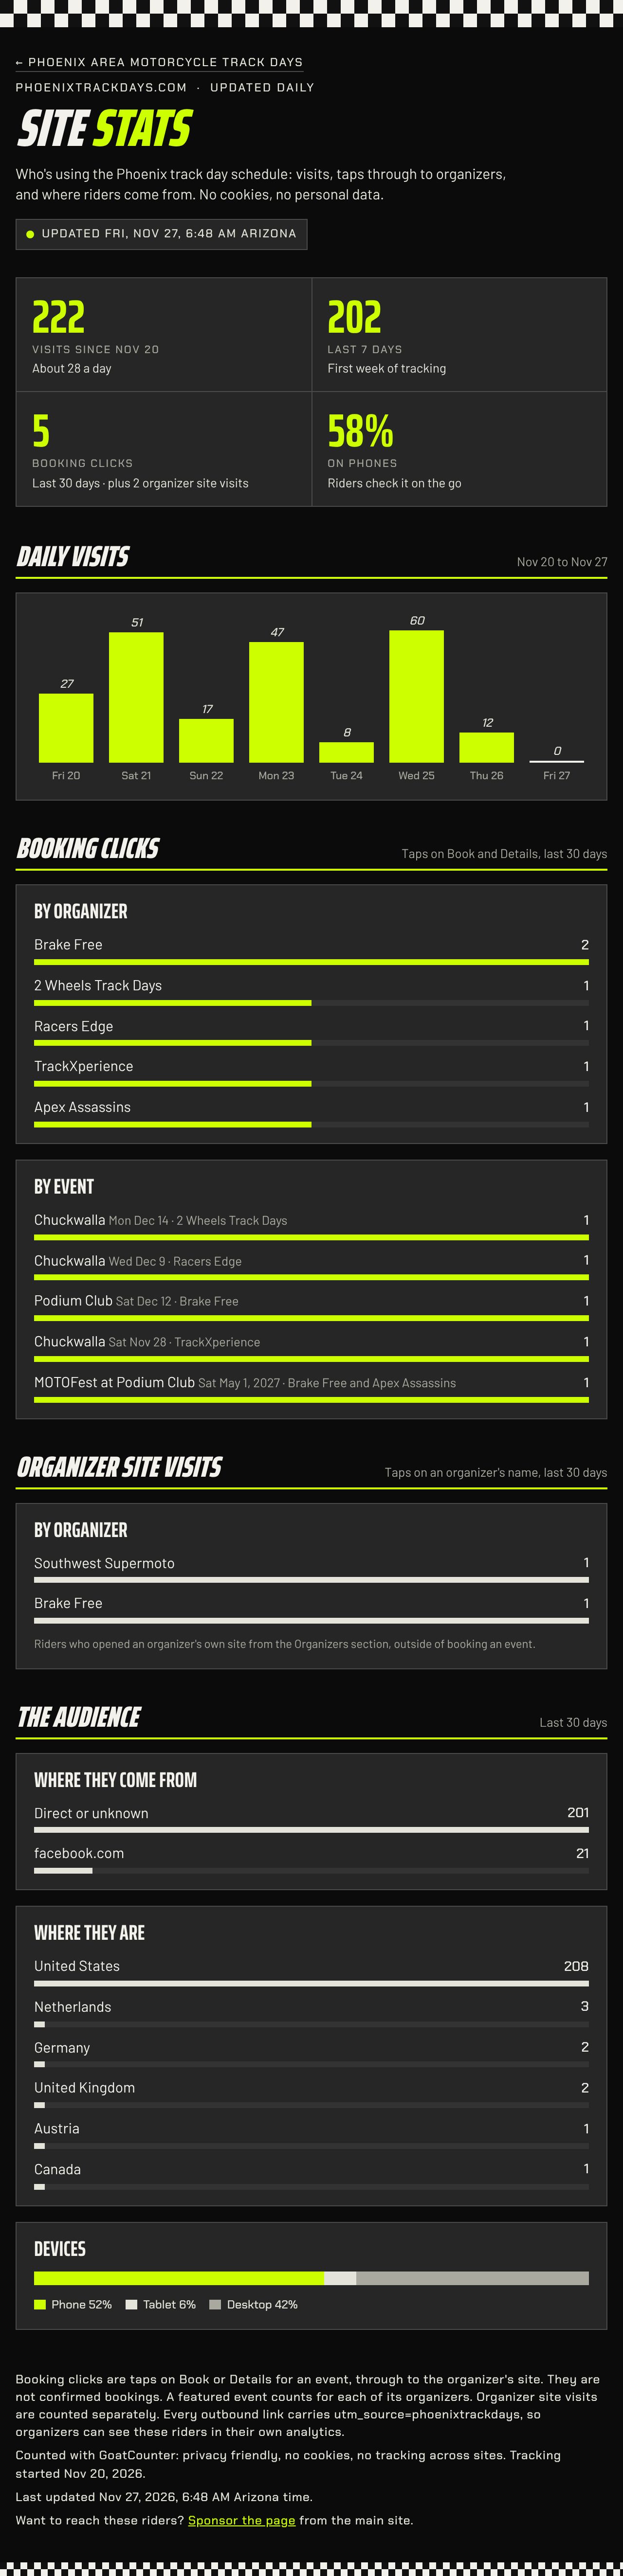 ← PHOENIX AREA MOTORCYCLE TRACK DAYS
PHOENIXTRACKDAYS.COM · UPDATED DAILY
SITE STATS
Who's using the Phoenix track day schedule: visits, taps through to organizers,
and where riders come from. No cookies, no personal data.
UPDATED FRI, NOV 27, 6:48 AM ARIZONA
222
VISITS SINCE NOV 20
About 28 a day
202
LAST 7 DAYS
First week of tracking
5
BOOKING CLICKS
Last 30 days · plus 2 organizer site visits
58%
ON PHONES
Riders check it on the go
DAILY VISITS
Nov 20 to Nov 27
27
51
17
47
8
60
12
0
Fri 20
Sat 21
Sun 22
Mon 23
Tue 24
Wed 25
Thu 26
Fri 27
BOOKING CLICKS
Taps on Book and Details, last 30 days
BY ORGANIZER
Brake Free 2
2 Wheels Track Days 1
Racers Edge 1
TrackXperience 1
Apex Assassins 1
BY EVENT
Chuckwalla Mon Dec 14 · 2 Wheels Track Days 1
Chuckwalla Wed Dec 9 · Racers Edge 1
Podium Club Sat Dec 12 · Brake Free 1
Chuckwalla Sat Nov 28 · TrackXperience 1
MOTOFest at Podium Club Sat May 1, 2027 · Brake Free and Apex Assassins 1
ORGANIZER SITE VISITS
Taps on an organizer's name, last 30 days
BY ORGANIZER
Southwest Supermoto 1
Brake Free 1
Riders who opened an organizer's own site from the Organizers section, outside of booking an event.
THE AUDIENCE
Last 30 days
WHERE THEY COME FROM
Direct or unknown 201
facebook.com 21
WHERE THEY ARE
United States 208
Netherlands 3
Germany 2
United Kingdom 2
Austria 1
Canada 1
DEVICES
Phone 52% Tablet 6% Desktop 42%
Booking clicks are taps on Book or Details for an event, through to the organizer's site. They are
not confirmed bookings. A featured event counts for each of its organizers. Organizer site visits
are counted separately. Every outbound link carries utm_source=phoenixtrackdays, so
organizers can see these riders in their own analytics.
Counted with GoatCounter: privacy friendly, no cookies, no tracking across sites. Tracking
started Nov 20, 2026.
Last updated Nov 27, 2026, 6:48 AM Arizona time.
Want to reach these riders? Sponsor the page from the main site.